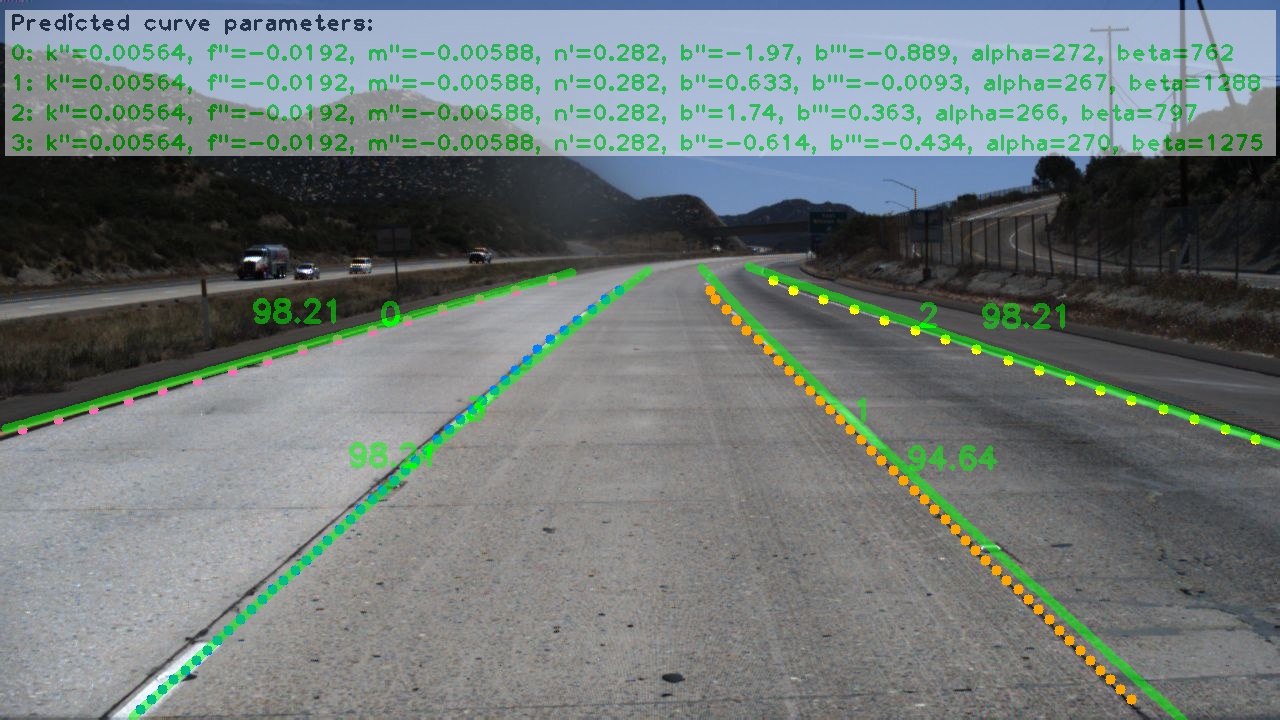 Predicted curve parameters:
0: k''=0.00564, f''=-0.0192, m''=-0.00588, n'=0.282, b''=-1.97, b'''=-0.889, alpha=272, beta=762
1: k''=0.00564, f''=-0.0192, m''=-0.00588, n'=0.282, b''=0.633, b'''=-0.0093, alpha=267, beta=1288
2: k''=0.00564, f''=-0.0192, m''=-0.00588, n'=0.282, b''=1.74, b'''=0.363, alpha=266, beta=797
3: k''=0.00564, f''=-0.0192, m''=-0.00588, n'=0.282, b''=-0.614, b'''=-0.434, alpha=270, beta=1275
98.21 0 2 98.21
3 1
94.64